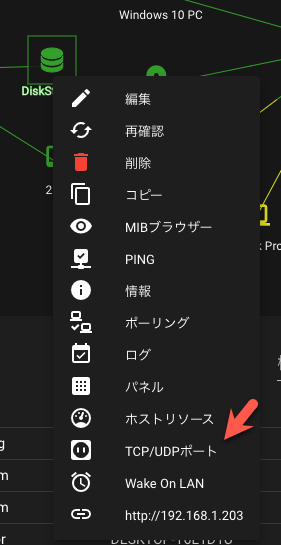 Windows 10 PC
DiskSt
2
編集
再確認
削除
コピー
MIBブラウザー
PING
情報
ポーリング
ログ
パネル
ホストリソース
TCP/UDPポート
Wake On LAN
http://192.168.1.203